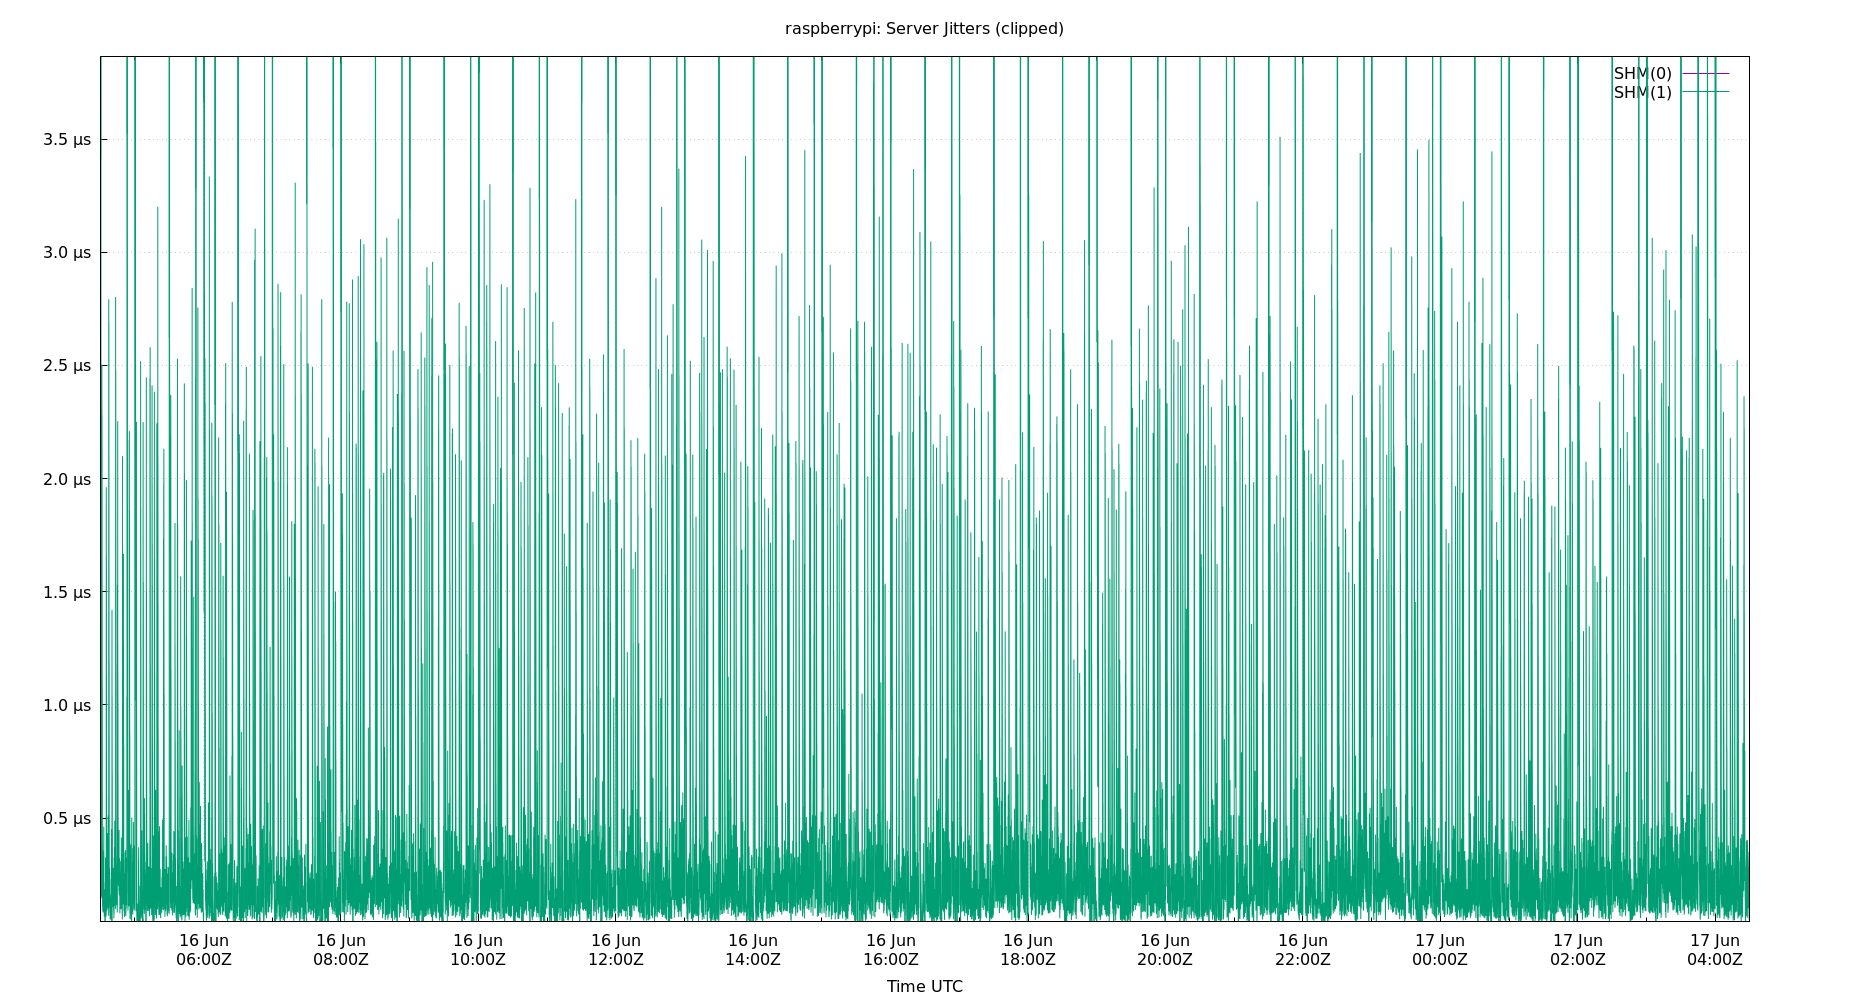 raspberrypi: Server Jitters (clipped)
SHM(0)
SHM(1)
3.5 µs
3.0 µs
2.5 µs
2.0 µs
1.5 µs
1.0 µs
0.5 µs
16 Jun 16 Jun 16 Jun 16 Jun 16 Jun 16 Jun 16 Jun 16 Jun 16 Jun 17 Jun 17 Jun 17 Jun
06:00Z 08:00Z 10:00Z 12:00Z 14:00Z 16:00Z 18:00Z 20:00Z 22:00Z 00:00Z 02:00Z 04:00Z
Time UTC